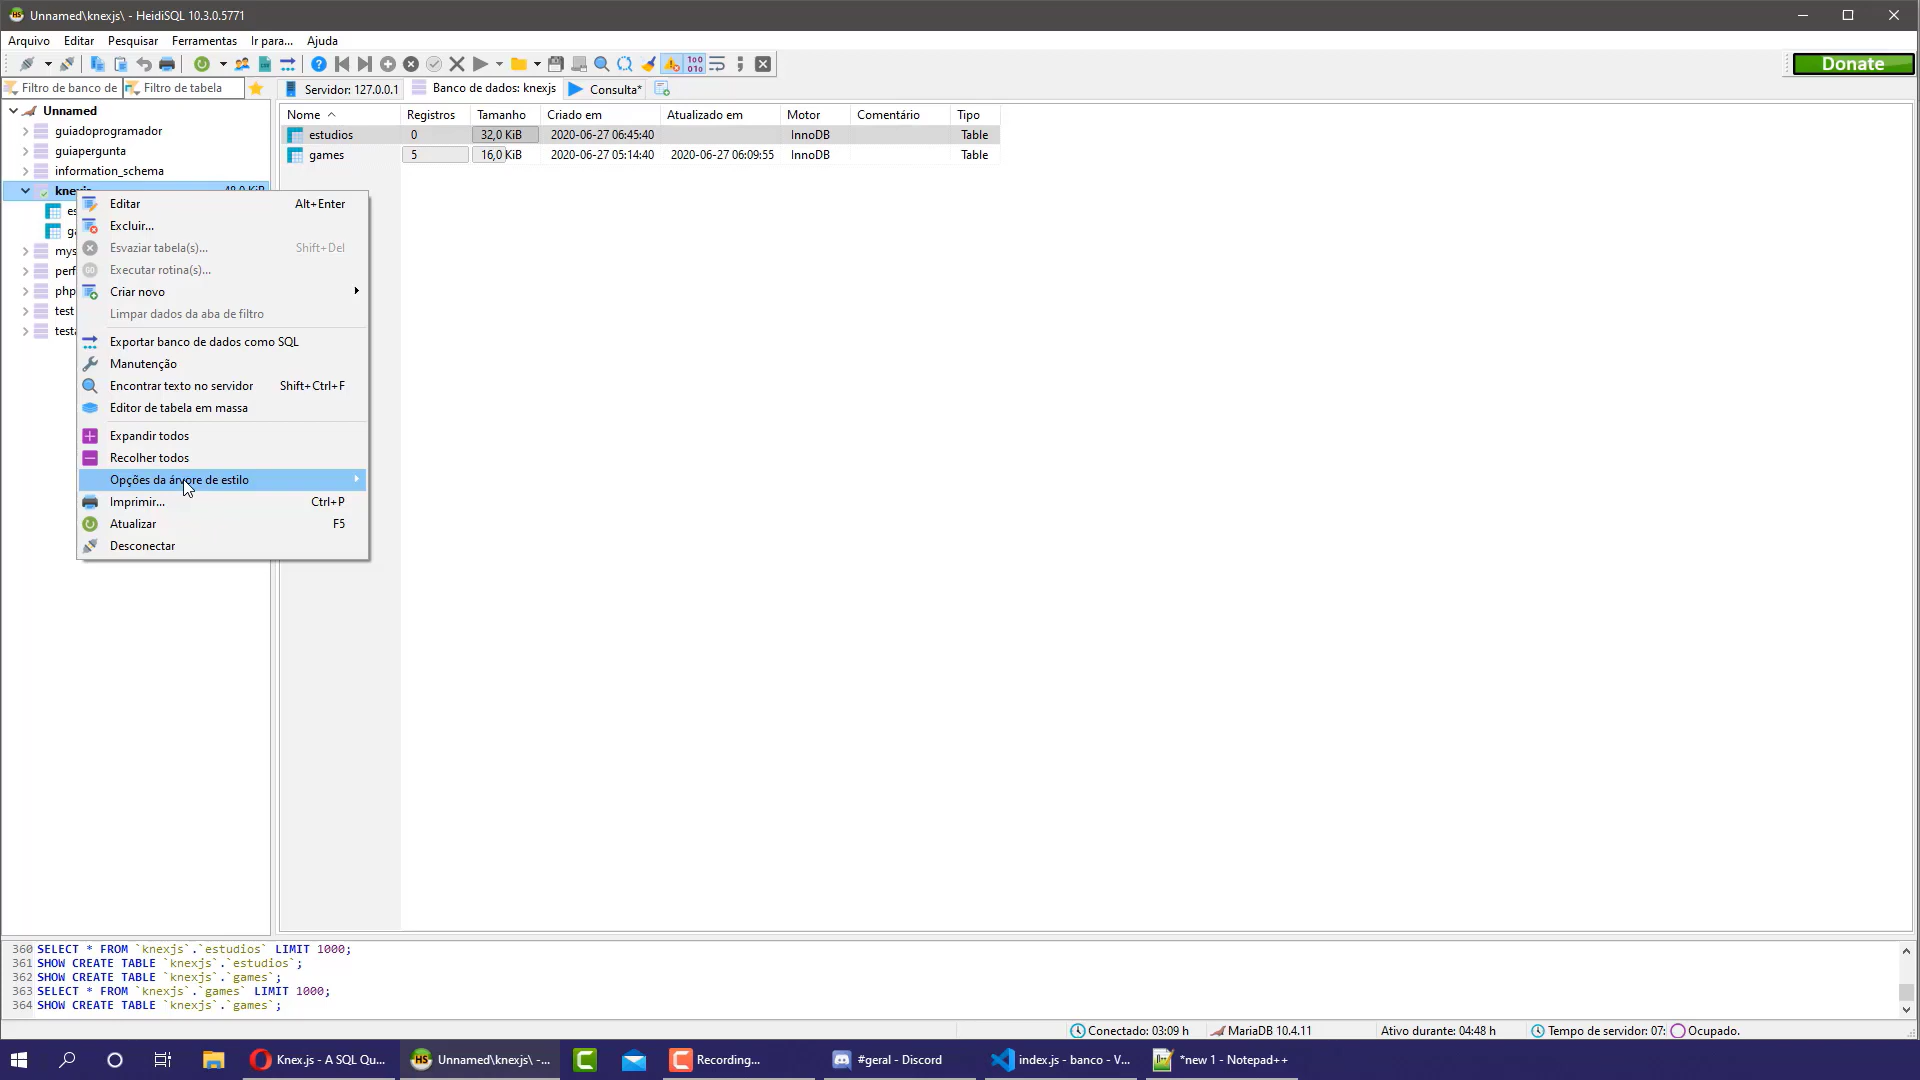 Unnamed\knexjs\ - HeidiSQL 10.3.0.5771
Arquivo Editar Pesquisar Ferramentas Ir para... Ajuda
Donate
Filtro de banco de Filtro de tabela
Servidor: 127.0.0.1 Banco de dados: knexjs Consulta*
Unnamed
guiadoprogramador
guiapergunta
information_schema
48,0 KiB
php
test
Nome Registros Tamanho Criado em Atualizado em Comentário Motor Tipo
estudios 0 32,0 KiB 2020-06-27 06:45:40 InnoDB Table
games 5 16,0 KiB 2020-06-27 05:14:40 2020-06-27 06:09:55 InnoDB Table
Editar Alt+Enter
Excluir...
Esvaziar tabela(s)... Shift+Del
Executar rotina(s)...
Criar novo
Limpar dados da aba de filtro
Exportar banco de dados como SQL
Manutenção
Encontrar texto no servidor Shift+Ctrl+F
Editor de tabela em massa
Expandir todos
Recolher todos
Opções da árvore de estilo
Imprimir... Ctrl+P
Atualizar F5
Desconectar
360 SELECT * FROM `knexjs`.`estudios` LIMIT 1000;
361 SHOW CREATE TABLE `knexjs`.`estudios`;
362 SHOW CREATE TABLE `knexjs`.`games`;
363 SELECT * FROM `knexjs`.`games` LIMIT 1000;
364 SHOW CREATE TABLE `knexjs`.`games`;
Conectado: 03:09 h MariaDB 10.4.11 Ativo durante: 04:48 h Tempo de servidor: 07: Ocupado.
Knex.js - A SQL Qu... Unnamed\knexjs\ -... Recording... #geral - Discord index.js - banco - V... *new 1 - Notepad++